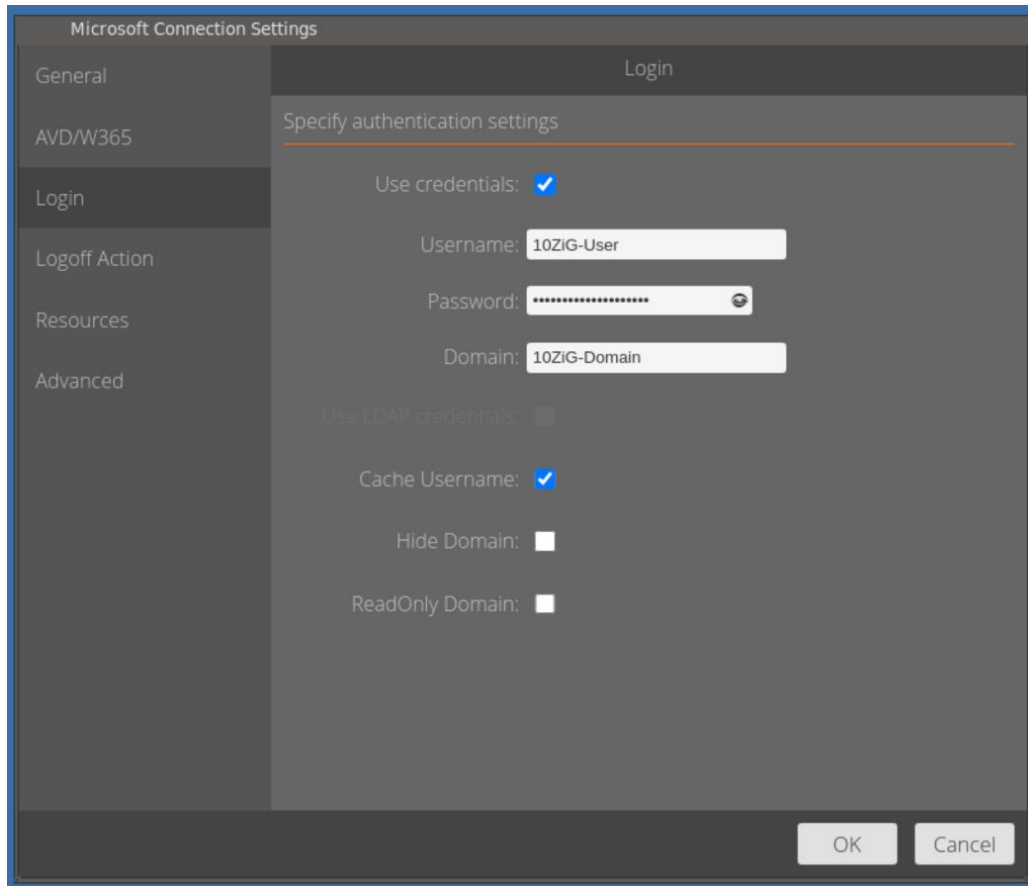 Microsoft Connection Settings
General
AVD/W365
Login
Logoff Action
Resources
Advanced
Login
Specify authentication settings
Use credentials:
Username: 10ZiG-User
Password: ••••••••••••••••••••
Domain: 10ZiG-Domain
Use LDAP credentials:
Cache Username:
Hide Domain:
ReadOnly Domain:
OK Cancel